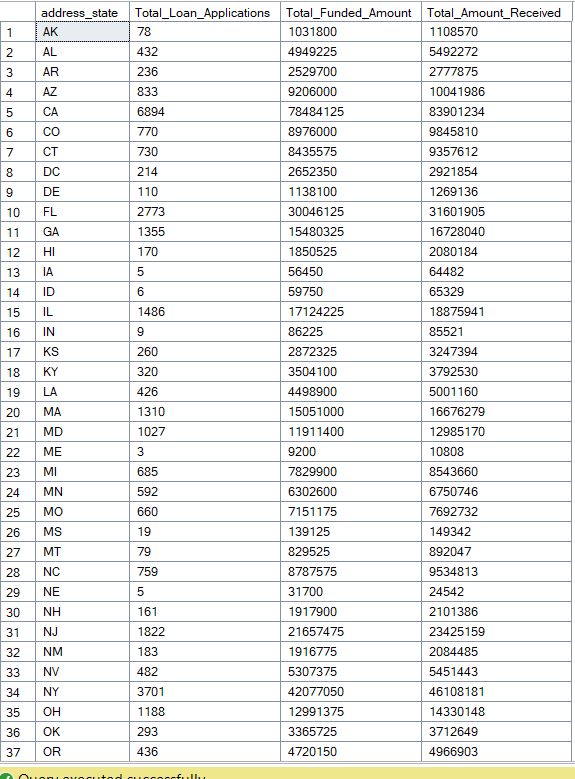 address_state Total_Loan_Applications Total_Funded_Amount Total_Amount_Received
1 AK 78 1031800 1108570
2 AL 432 4949225 5492272
3 AR 236 2529700 2777875
4 AZ 833 9206000 10041986
5 CA 6894 78484125 83901234
6 CO 770 8976000 9845810
7 CT 730 8435575 9357612
8 DC 214 2652350 2921854
9 DE 110 1138100 1269136
10 FL 2773 30046125 31601905
11 GA 1355 15480325 16728040
12 HI 170 1850525 2080184
13 IA 5 56450 64482
14 ID 6 59750 65329
15 IL 1486 17124225 18875941
16 IN 9 86225 85521
17 KS 260 2872325 3247394
18 KY 320 3504100 3792530
19 LA 426 4498900 5001160
20 MA 1310 15051000 16676279
21 MD 1027 11911400 12985170
22 ME 3 9200 10808
23 MI 685 7829900 8543660
24 MN 592 6302600 6750746
25 MO 660 7151175 7692732
26 MS 19 139125 149342
27 MT 79 829525 892047
28 NC 759 8787575 9534813
29 NE 5 31700 24542
30 NH 161 1917900 2101386
31 NJ 1822 21657475 23425159
32 NM 183 1916775 2084485
33 NV 482 5307375 5451443
34 NY 3701 42077050 46108181
35 OH 1188 12991375 14330148
36 OK 293 3365725 3712649
37 OR 436 4720150 4966903
Query executed successfully